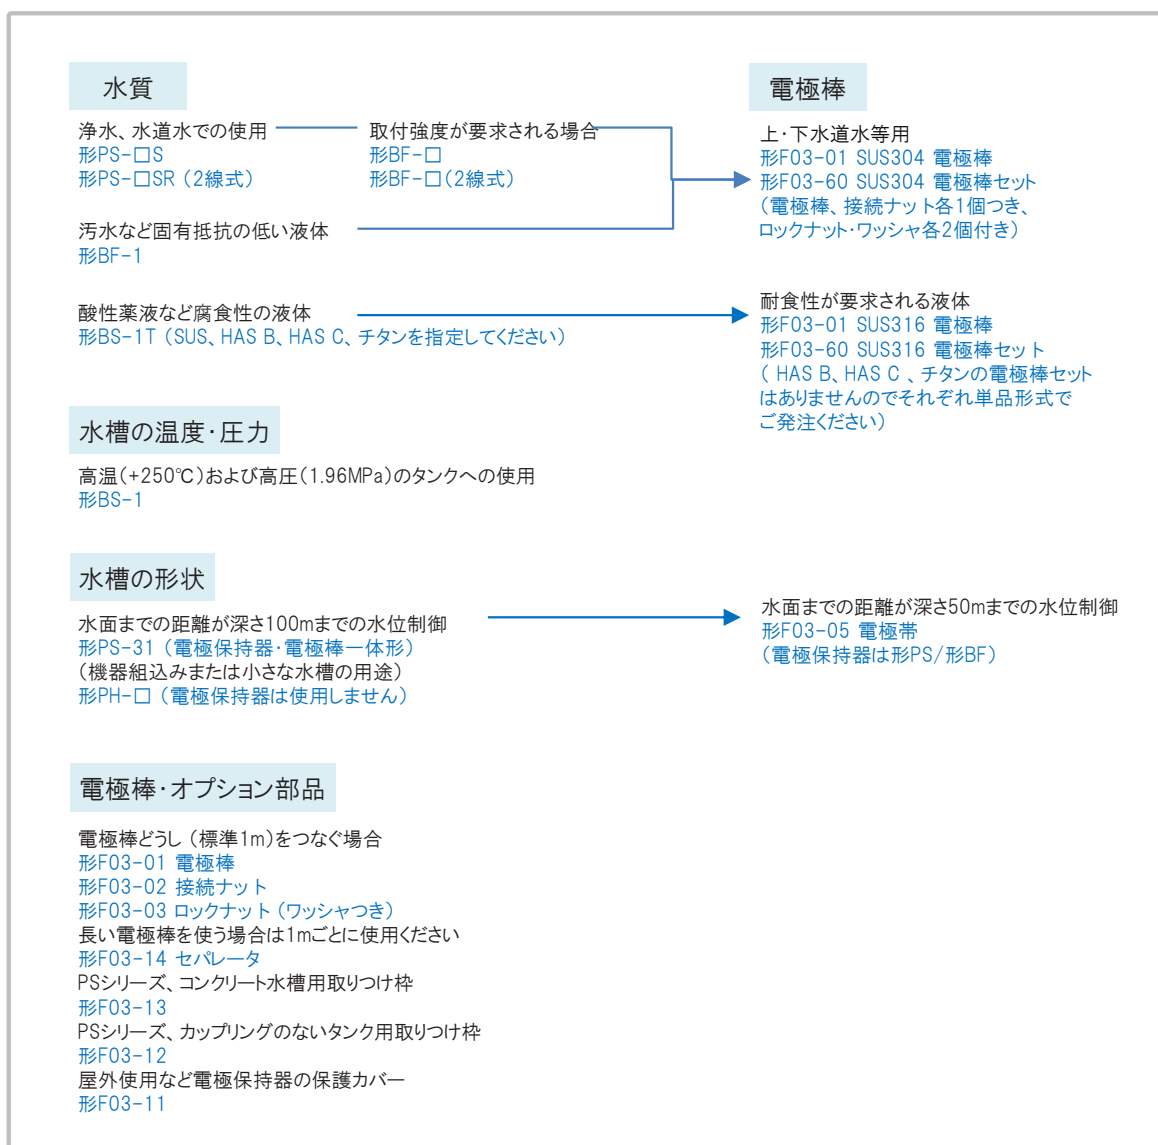 水質
浄水、水道水での使用
形PS-□S
形PS-□SR（2線式）
取付強度が要求される場合
形BF-□
形BF-□（2線式）
汚水など固有抵抗の低い液体
形BF-1
酸性薬液など腐食性の液体
形BS-1T（SUS、HAS B、HAS C、チタンを指定してください）
電極棒
上・下水道水等用
形F03-01 SUS304 電極棒
形F03-60 SUS304 電極棒セット
（電極棒、接続ナット各1個つき、
ロックナット・ワッシャ各2個付き）
耐食性が要求される液体
形F03-01 SUS316 電極棒
形F03-60 SUS316 電極棒セット
（ HAS B、HAS C 、チタンの電極棒セット
はありませんのでそれぞれ単品形式で
ご発注ください）
水槽の温度・圧力
高温（+250℃）および高圧（1.96MPa）のタンクへの使用
形BS-1
水槽の形状
水面までの距離が深さ100mまでの水位制御
形PS-31（電極保持器・電極棒一体形）
（機器組込みまたは小さな水槽の用途）
形PH-□（電極保持器は使用しません）
水面までの距離が深さ50mまでの水位制御
形F03-05 電極帯
（電極保持器は形PS/形BF）
電極棒・オプション部品
電極棒どうし（標準1m）をつなぐ場合
形F03-01 電極棒
形F03-02 接続ナット
形F03-03 ロックナット（ワッシャつき）
長い電極棒を使う場合は1mごとに使用ください
形F03-14 セパレータ
PSシリーズ、コンクリート水槽用取りつけ枠
形F03-13
PSシリーズ、カップリングのないタンク用取りつけ枠
形F03-12
屋外使用など電極保持器の保護カバー
形F03-11